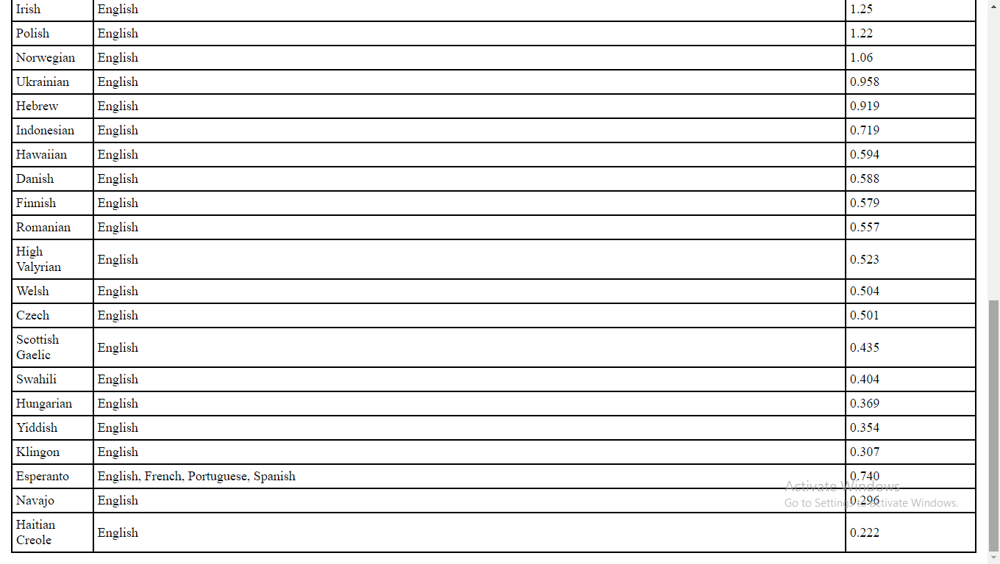 Irish English 1.25
Polish English 1.22
Norwegian English 1.06
Ukrainian English 0.958
Hebrew English 0.919
Indonesian English 0.719
Hawaiian English 0.594
Danish English 0.588
Finnish English 0.579
Romanian English 0.557
High
Valyrian English 0.523
Welsh English 0.504
Czech English 0.501
Scottish
Gaelic English 0.435
Swahili English 0.404
Hungarian English 0.369
Yiddish English 0.354
Klingon English 0.307
Esperanto English, French, Portuguese, Spanish 0.740
Navajo English 0.296
Haitian
Creole English 0.222
Activate Windows
Go to Settings to activate Windows.